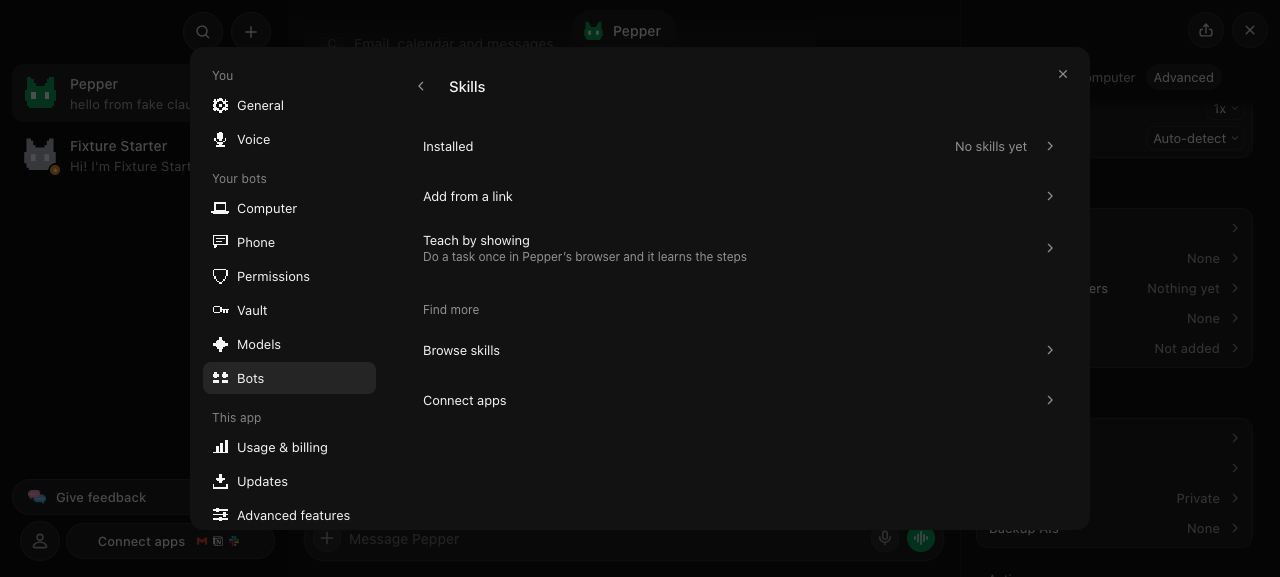 Pepper
hello from fake clau
Fixture Starter
Hi! I'm Fixture Start
Give feedback
Connect apps
Email, calendar and messages
Pepper
Message Pepper
You
General
Voice
Your bots
Computer
Phone
Permissions
Vault
Models
Bots
This app
Usage & billing
Updates
Advanced features
Skills
Installed
No skills yet
Add from a link
Teach by showing
Do a task once in Pepper's browser and it learns the steps
Find more
Browse skills
Connect apps
omputer
Advanced
1x
Auto-detect
None
ers
Nothing yet
None
Not added
Private
Backup AIs
None